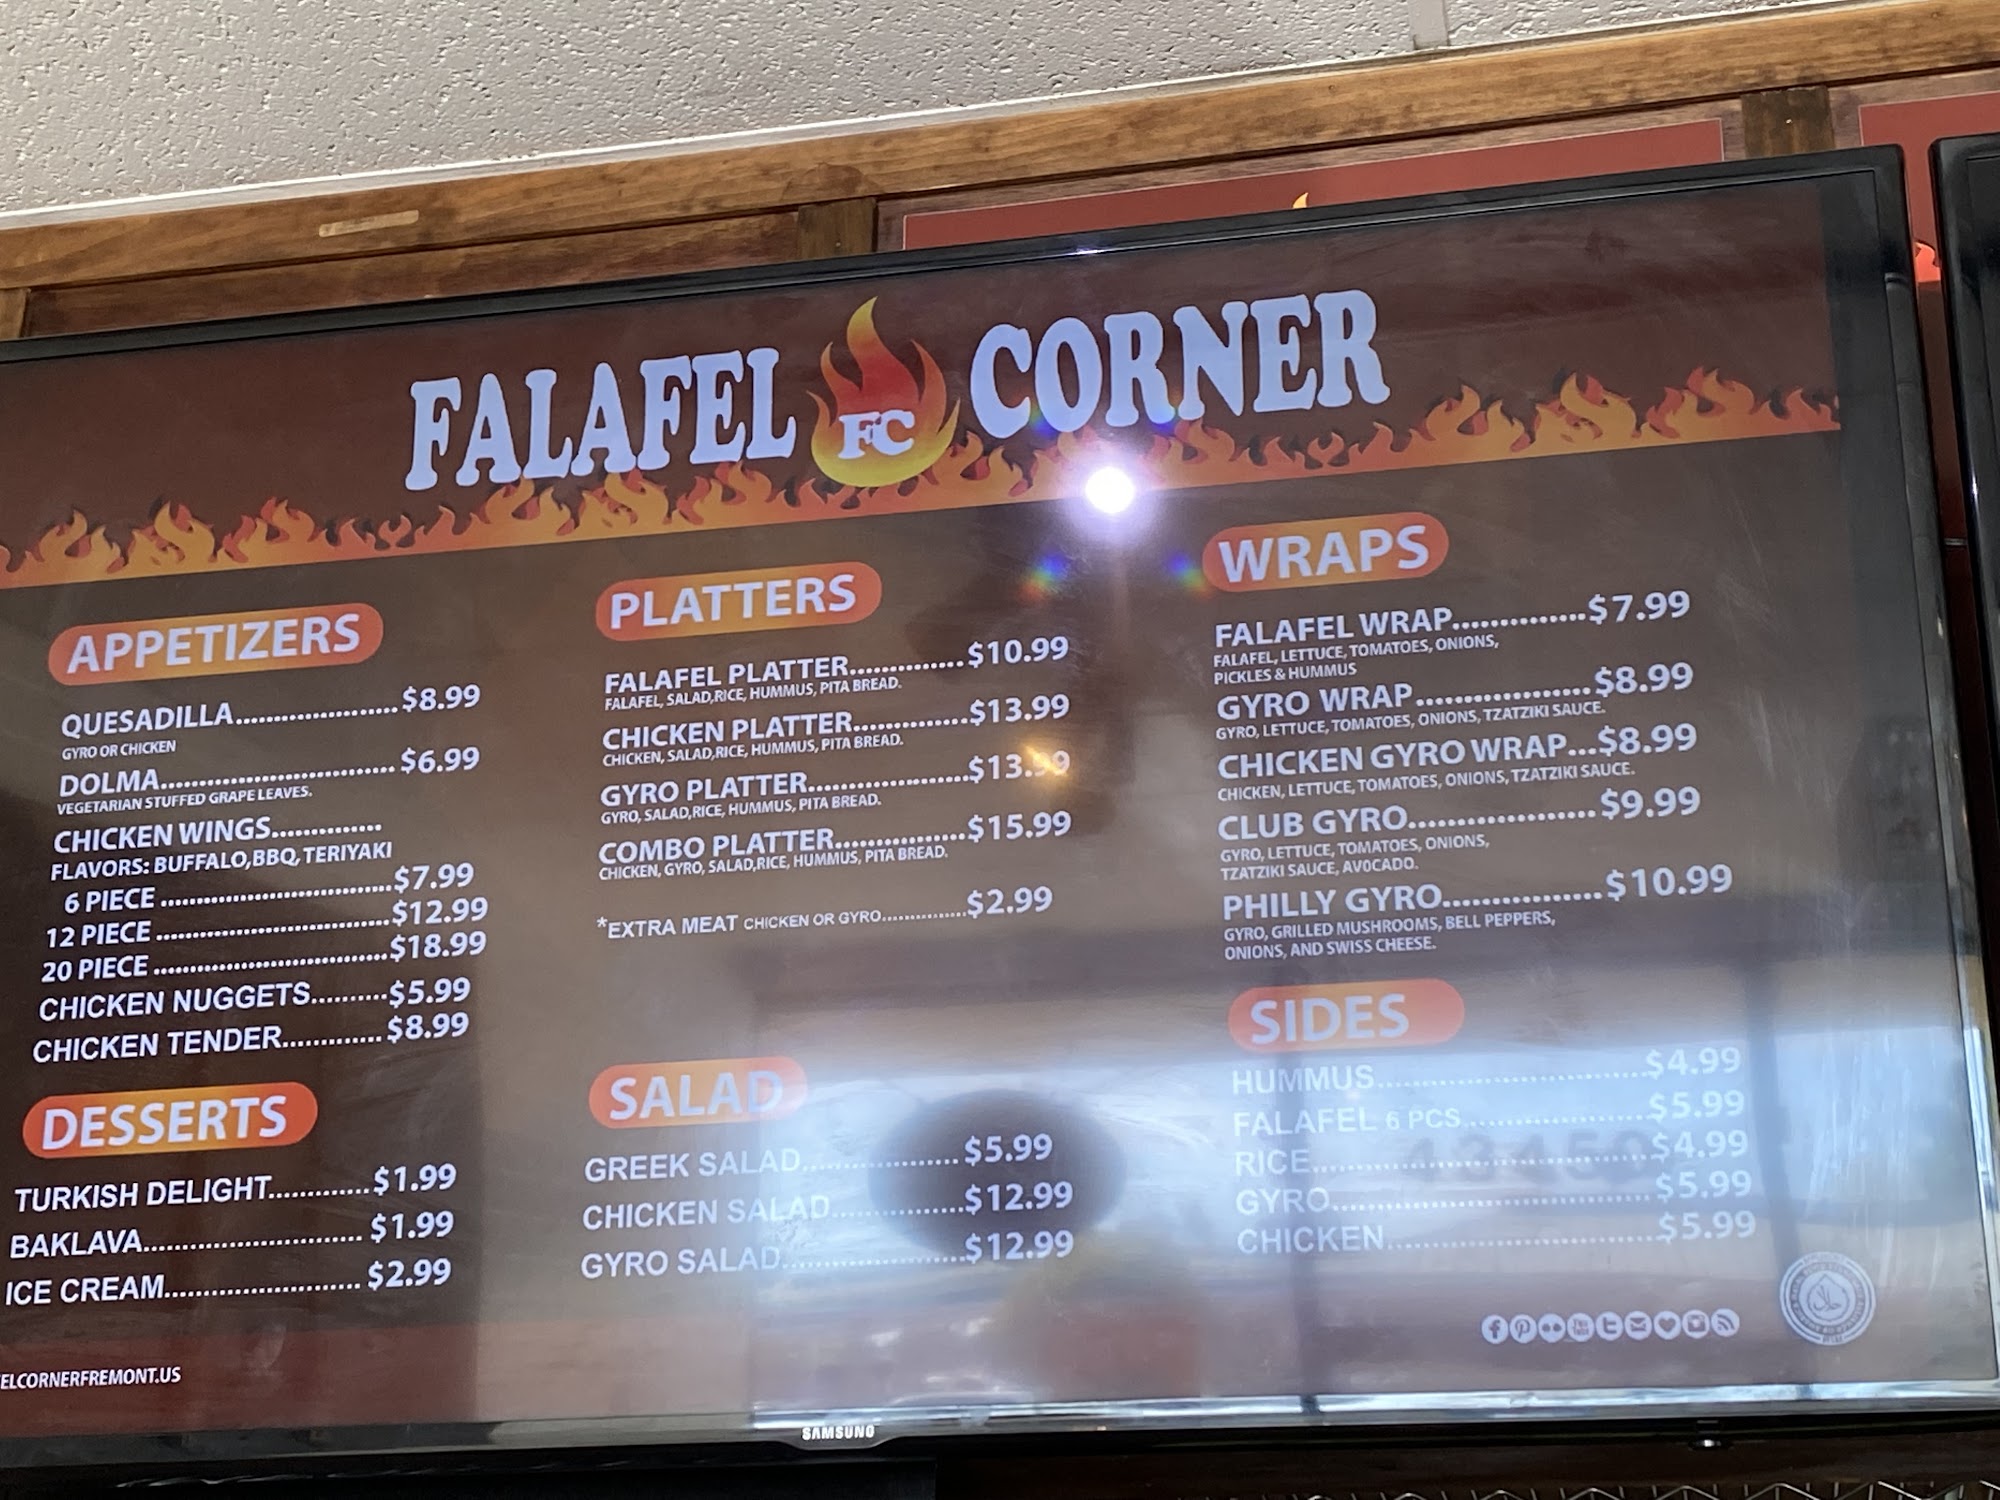 FALAFEL FC CORNER
APPETIZERS
QUESADILLA......................$8.99
GYRO OR CHICKEN
DOLMA................................$6.99
VEGETARIAN STUFFED GRAPE LEAVES.
CHICKEN WINGS...............
FLAVORS: BUFFALO,BBQ,TERIYAKI
6 PIECE ................................$7.99
12 PIECE ................................$12.99
20 PIECE ................................$18.99
CHICKEN NUGGETS..........$5.99
CHICKEN TENDER.............$8.99
DESSERTS
TURKISH DELIGHT.............$1.99
BAKLAVA............................$1.99
ICE CREAM.........................$2.99
ELCORNERFREMONT.US
PLATTERS
FALAFEL PLATTER..............$10.99
FALAFEL, SALAD,RICE, HUMMUS, PITA BREAD.
CHICKEN PLATTER..............$13.99
CHICKEN, SALAD,RICE, HUMMUS, PITA BREAD.
GYRO PLATTER....................$13.99
GYRO, SALAD,RICE, HUMMUS, PITA BREAD.
COMBO PLATTER................$15.99
CHICKEN, GYRO, SALAD,RICE, HUMMUS, PITA BREAD.
*EXTRA MEAT CHICKEN OR GYRO...............$2.99
SALAD
GREEK SALAD...................$5.99
CHICKEN SALAD................$12.99
GYRO SALAD......................$12.99
WRAPS
FALAFEL WRAP...............$7.99
FALAFEL, LETTUCE, TOMATOES, ONIONS,
PICKLES & HUMMUS
GYRO WRAP...................$8.99
GYRO, LETTUCE, TOMATOES, ONIONS, TZATZIKI SAUCE.
CHICKEN GYRO WRAP...$8.99
CHICKEN, LETTUCE, TOMATOES, ONIONS, TZATZIKI SAUCE.
CLUB GYRO.....................$9.99
GYRO, LETTUCE, TOMATOES, ONIONS,
TZATZIKI SAUCE, AVOCADO.
PHILLY GYRO..................$10.99
GYRO, GRILLED MUSHROOMS, BELL PEPPERS,
ONIONS, AND SWISS CHEESE.
SIDES
HUMMUS..............................$4.99
FALAFEL 6 PCS.....................$5.99
RICE.......................................$4.99
GYRO.....................................$5.99
CHICKEN...............................$5.99
حلال
SAMSUNG